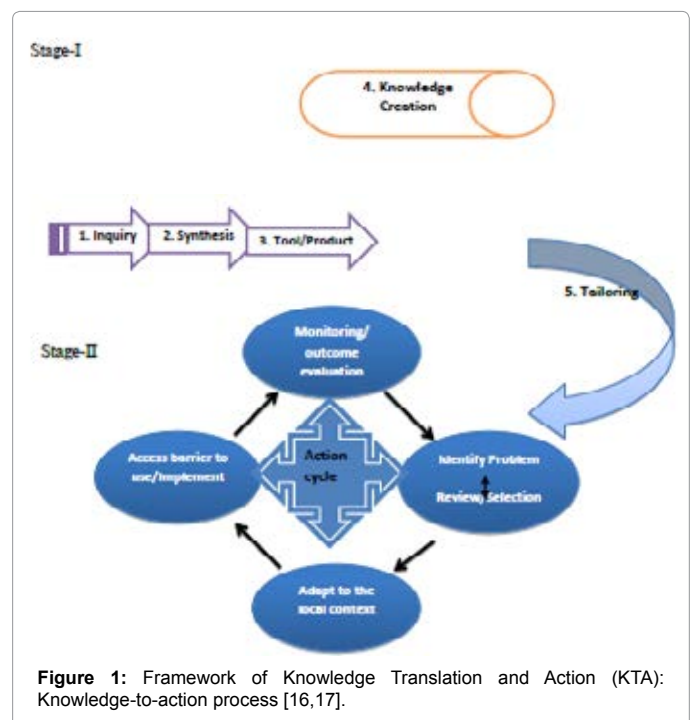 Stage-I
4. Knowledge
Creation
1. Inquiry
2. Synthesis
3. Tool/Product
5. Tailoring
Stage-II
Monitoring/
outcome
evaluation
Access barrier to
use/implement
Action
cycle
Identify Problem
Review/Selection
Adapt to the
local context
Figure 1: Framework of Knowledge Translation and Action (KTA):
Knowledge-to-action process [16,17].